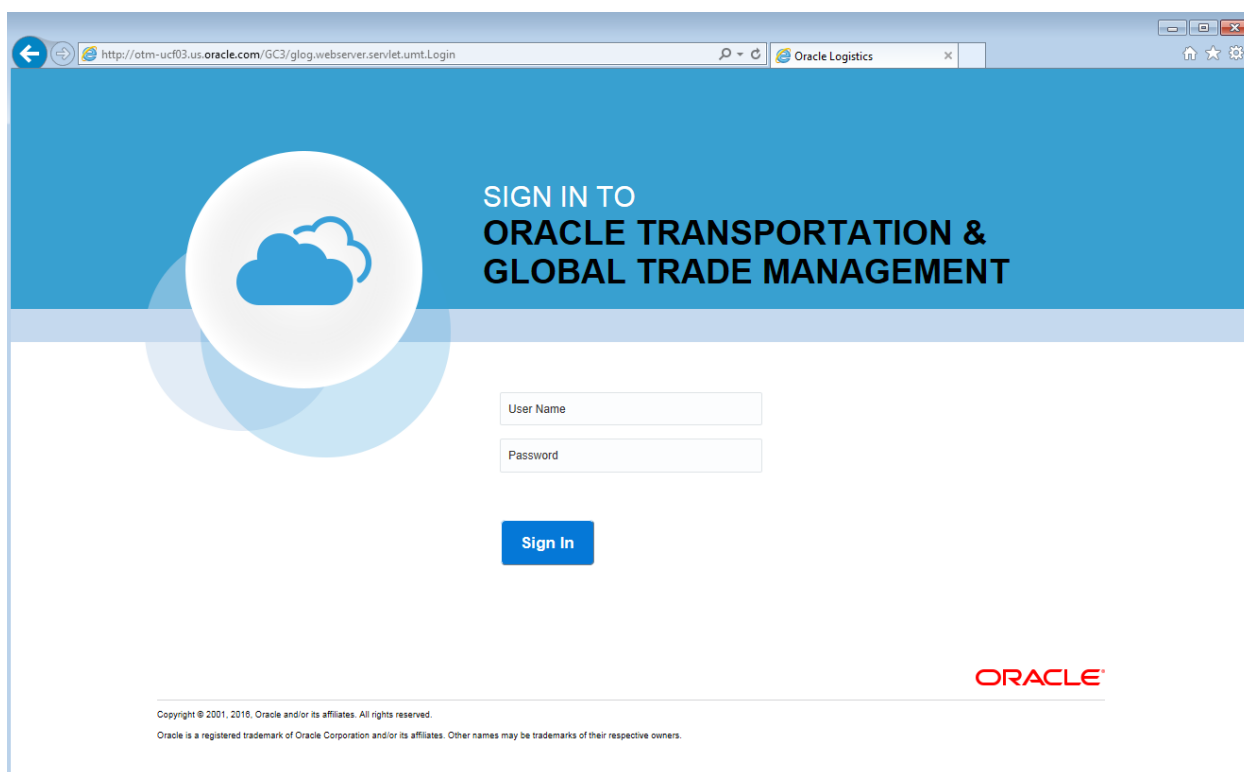 http://otm-ucf03.us.oracle.com/GC3/glog.webserver.servlet.umt.Login
Oracle Logistics
SIGN IN TO
ORACLE TRANSPORTATION &
GLOBAL TRADE MANAGEMENT
User Name
Password
Sign In
ORACLE®
Copyright © 2001, 2016, Oracle and/or its affiliates. All rights reserved.
Oracle is a registered trademark of Oracle Corporation and/or its affiliates. Other names may be trademarks of their respective owners.